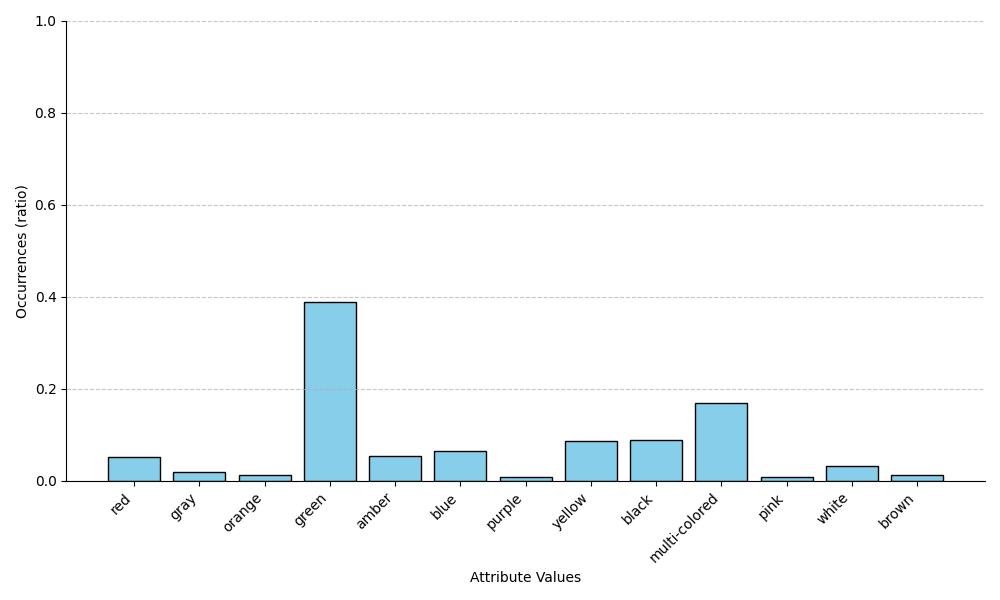 1.0
0.8
0.6
0.4
0.2
0.0
Occurrences (ratio)
red
gray
orange
green
amber
blue
purple
yellow
black
multi-colored
pink
white
brown
Attribute Values